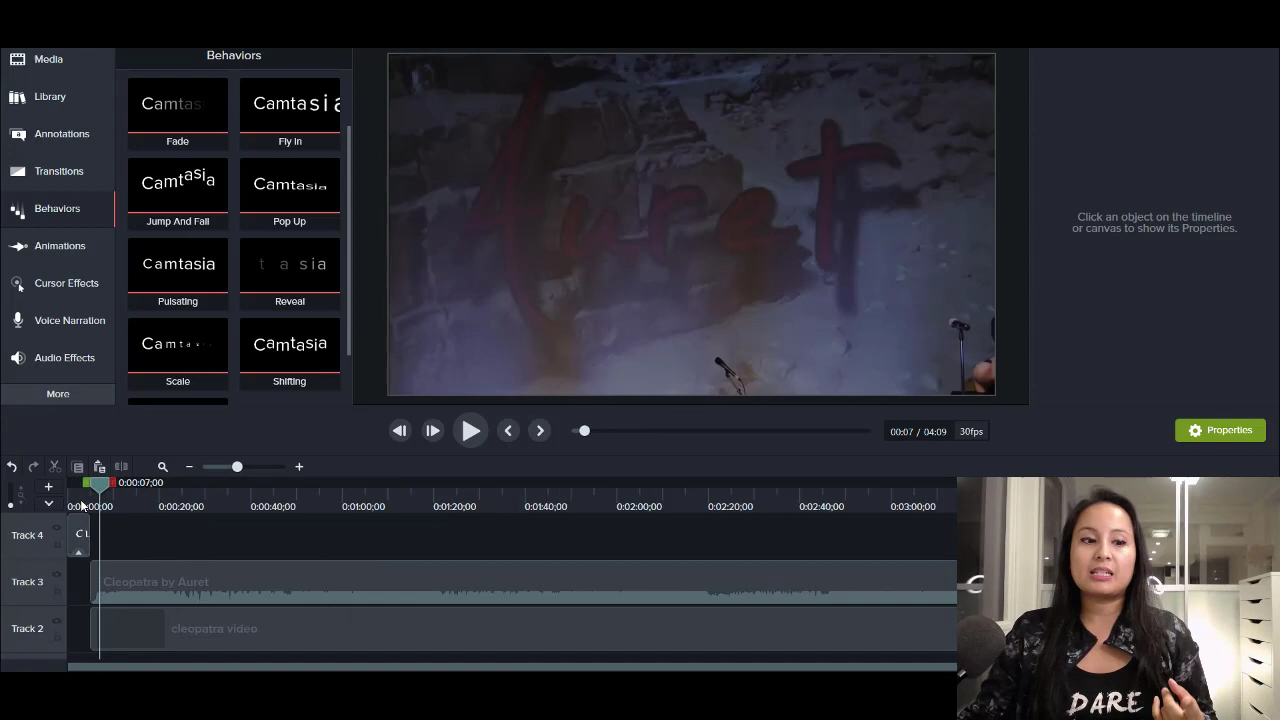 Media
Library
Annotations
Transitions
Behaviors
Animations
Cursor Effects
Voice Narration
Audio Effects
More
Behaviors
Camtas
Camtasia
Fade
Fly In
Camtasia
Camtasia
Jump And Fall
Pop Up
Camtasia
t a sia
Pulsating
Reveal
Camta
Camtasia
Scale
Shifting
Auret
Click an object on the timeline
or canvas to show its Properties.
00:07 / 04:09
30fps
Properties
0:00:07;00
0:00:00;00
0:00:20;00
0:00:40;00
0:01:00;00
0:01:20;00
0:01:40;00
0:02:00;00
0:02:20;00
0:02:40;00
0:03:00;00
Track 4
Track 3
Cleopatra by Auret
Track 2
cleopatra video
DARE